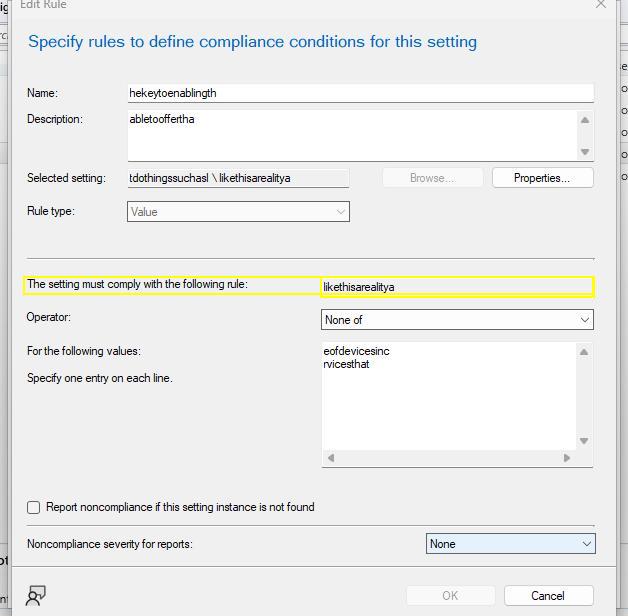 Edit Rule
Specify rules to define compliance conditions for this setting
Name: hekeytoenablingth
Description: abletooffertha
Selected setting: tdothingssuchasl \ likethisarealitya Browse... Properties...
Rule type: Value
The setting must comply with the following rule: likethisarealitya
Operator: None of
For the following values: eofdevicesinc
rvicesthat
Specify one entry on each line.
Report noncompliance if this setting instance is not found
Noncompliance severity for reports: None
OK Cancel